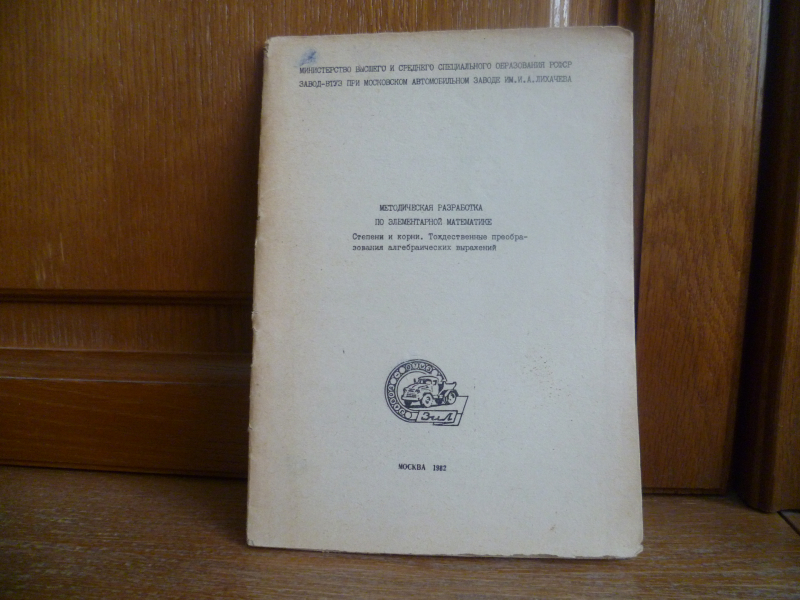 МИНИСТЕРСТВО ВЫСШЕГО И СРЕДНЕГО СПЕЦИАЛЬНОГО ОБРАЗОВАНИЯ РСФСР
ЗАВОД-ВТУЗ ПРИ МОСКОВСКОМ АВТОМОБИЛЬНОМ ЗАВОДЕ ИМ.И.А.ЛИХАЧЕВА
МЕТОДИЧЕСКАЯ РАЗРАБОТКА
ПО ЭЛЕМЕНТАРНОЙ МАТЕМАТИКЕ
Степени и корни. Тождественные преобра-
зования алгебраических выражений
ЗиЛ
МОСКВА 1982